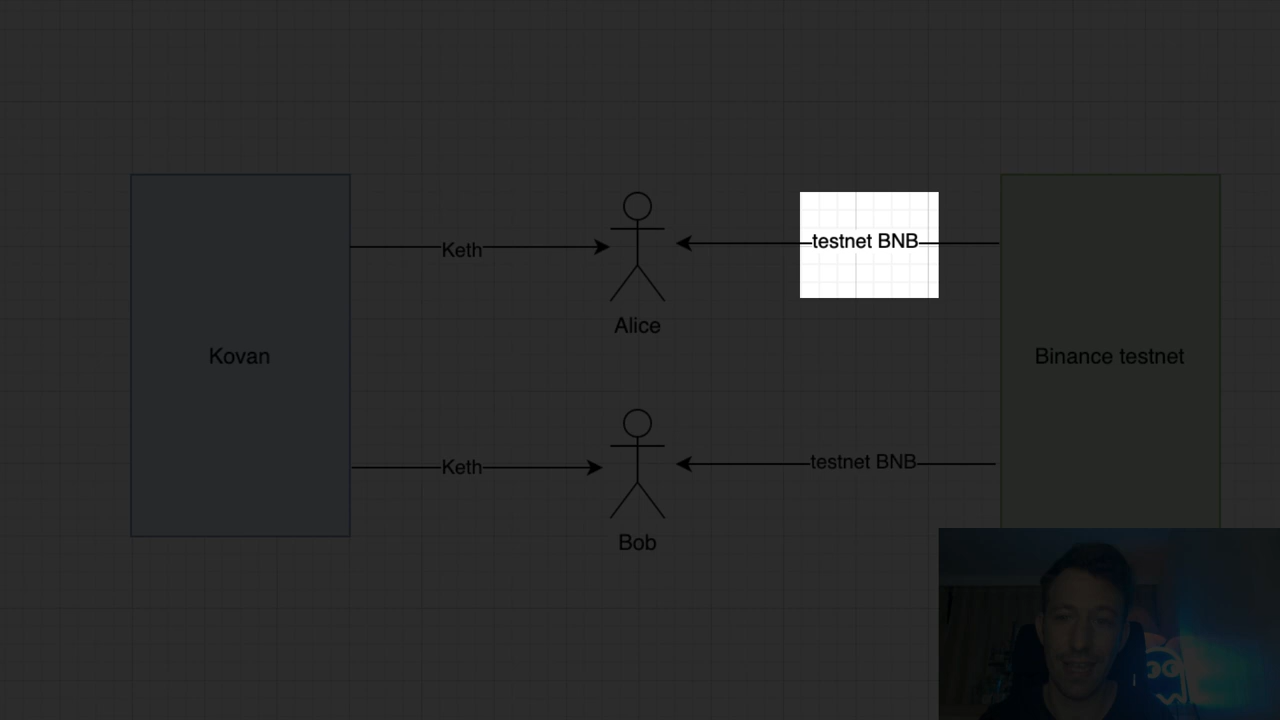 Keth
testnet BNB
Alice
Kovan
Binance testnet
Keth
testnet BNB
Bob